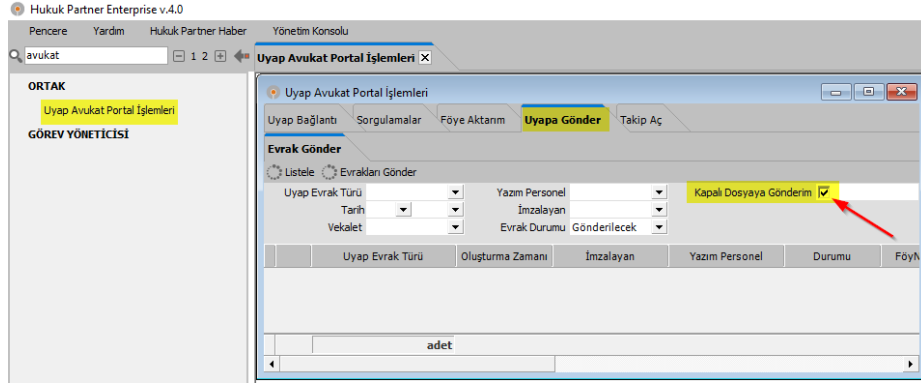 Hukuk Partner Enterprise v.4.0
Pencere Yardım Hukuk Partner Haber Yönetim Konsolu
avukat 1 2 Uyap Avukat Portal İşlemleri
ORTAK
Uyap Avukat Portal İşlemleri
GÖREV YÖNETİCİSİ
Uyap Avukat Portal İşlemleri
Uyap Bağlantı Sorgulamalar Föye Aktarım Uyapa Gönder Takip Aç
Evrak Gönder
Listele Evrakları Gönder
Uyap Evrak Türü Yazım Personel Kapalı Dosyaya Gönderim
Tarih İmzalayan
Vekalet Evrak Durumu Gönderilecek
Uyap Evrak Türü Oluşturma Zamanı İmzalayan Yazım Personel Durumu FöyN
adet